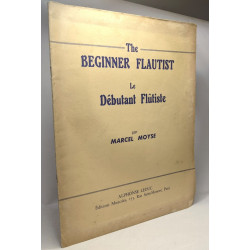 The
BEGINNER FLAUTIST
Le
Débutant Flûtiste
par
MARCEL MOYSE
ALPHONSE LEDUC